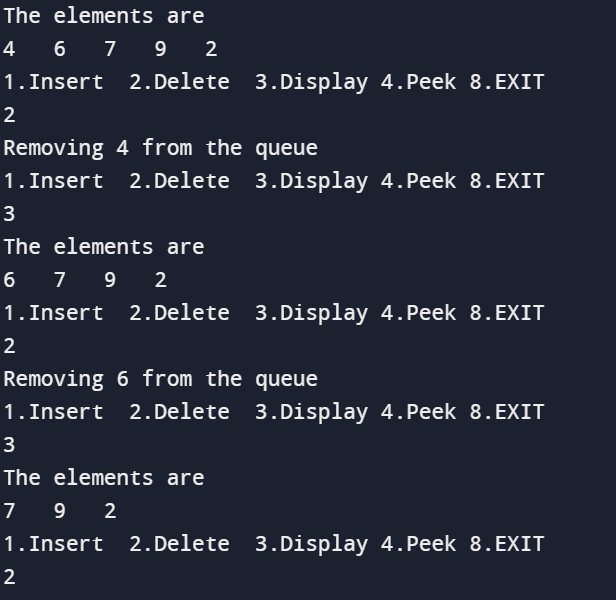 The elements are
4   6   7   9   2
1.Insert  2.Delete  3.Display 4.Peek 8.EXIT
2
Removing 4 from the queue
1.Insert  2.Delete  3.Display 4.Peek 8.EXIT
3
The elements are
6   7   9   2
1.Insert  2.Delete  3.Display 4.Peek 8.EXIT
2
Removing 6 from the queue
1.Insert  2.Delete  3.Display 4.Peek 8.EXIT
3
The elements are
7   9   2
1.Insert  2.Delete  3.Display 4.Peek 8.EXIT
2